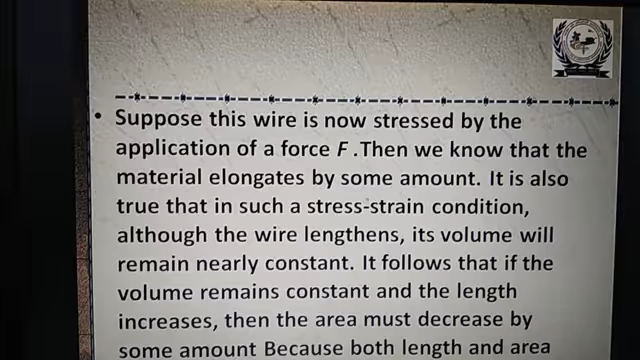 • Suppose this wire is now stressed by the
application of a force F .Then we know that the
material elongates by some amount. It is also
true that in such a stress-strain condition,
although the wire lengthens, its volume will
remain nearly constant. It follows that if the
volume remains constant and the length
increases, then the area must decrease by
some amount Because both length and area